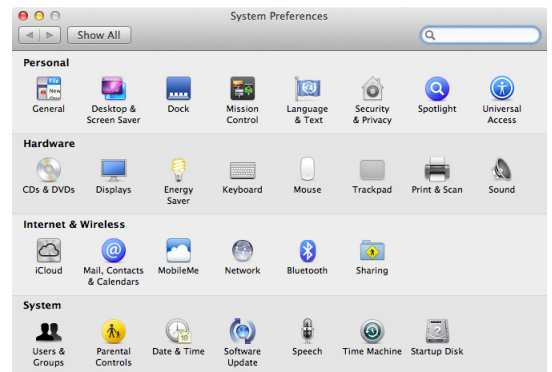 System Preferences
Show All
Personal
General
Desktop & Screen Saver
Dock
Mission Control
Language & Text
Security & Privacy
Spotlight
Universal Access
Hardware
CDs & DVDs
Displays
Energy Saver
Keyboard
Mouse
Trackpad
Print & Scan
Sound
Internet & Wireless
iCloud
Mail, Contacts & Calendars
MobileMe
Network
Bluetooth
Sharing
System
Users & Groups
Parental Controls
Date & Time
Software Update
Speech
Time Machine
Startup Disk